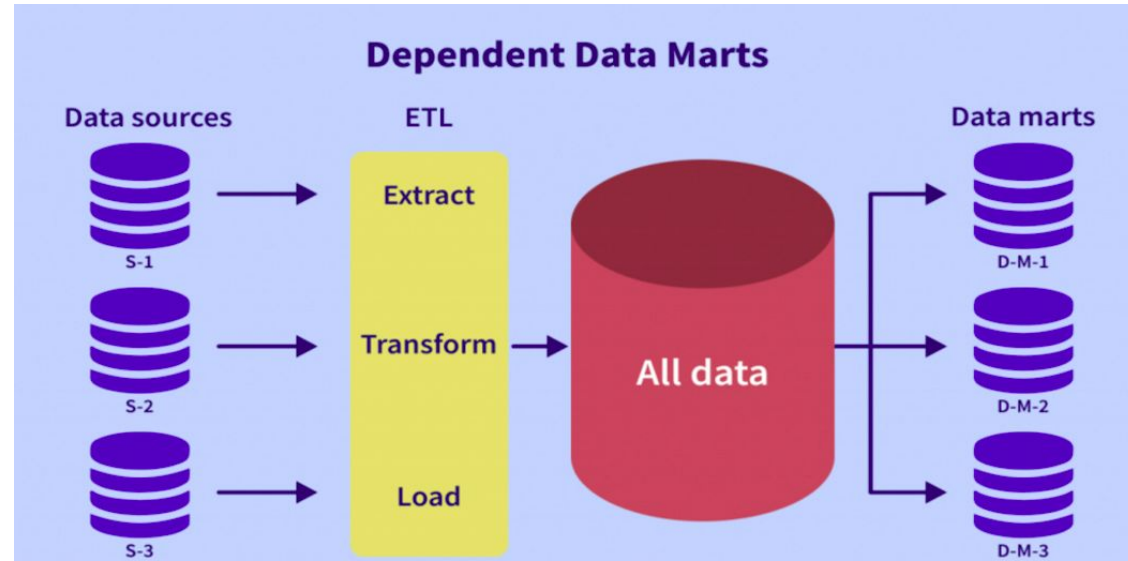 Dependent Data Marts
Data sources
ETL
Data marts
Extract
S-1
D-M-1
Transform
All data
S-2
D-M-2
Load
S-3
D-M-3